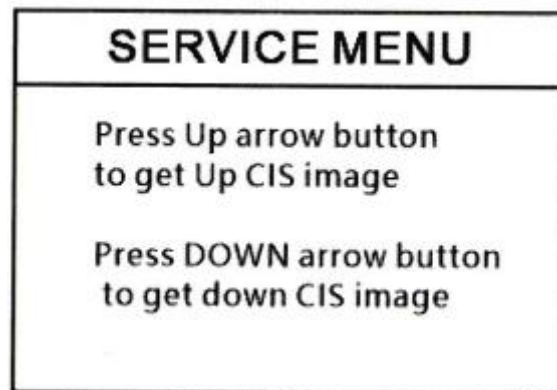 SERVICE MENU
Press Up arrow button
to get Up CIS image
Press DOWN arrow button
to get down CIS image